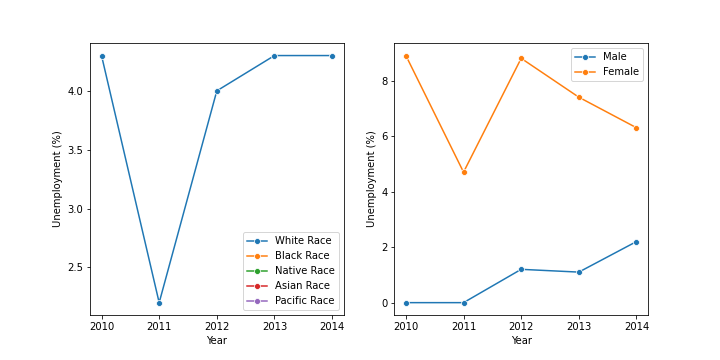 Unemployment (%)
4.0
3.5
3.0
2.5
2010 2011 2012 2013 2014
Year
White Race
Black Race
Native Race
Asian Race
Pacific Race
Unemployment (%)
8
6
4
2
0
2010 2011 2012 2013 2014
Year
Male
Female